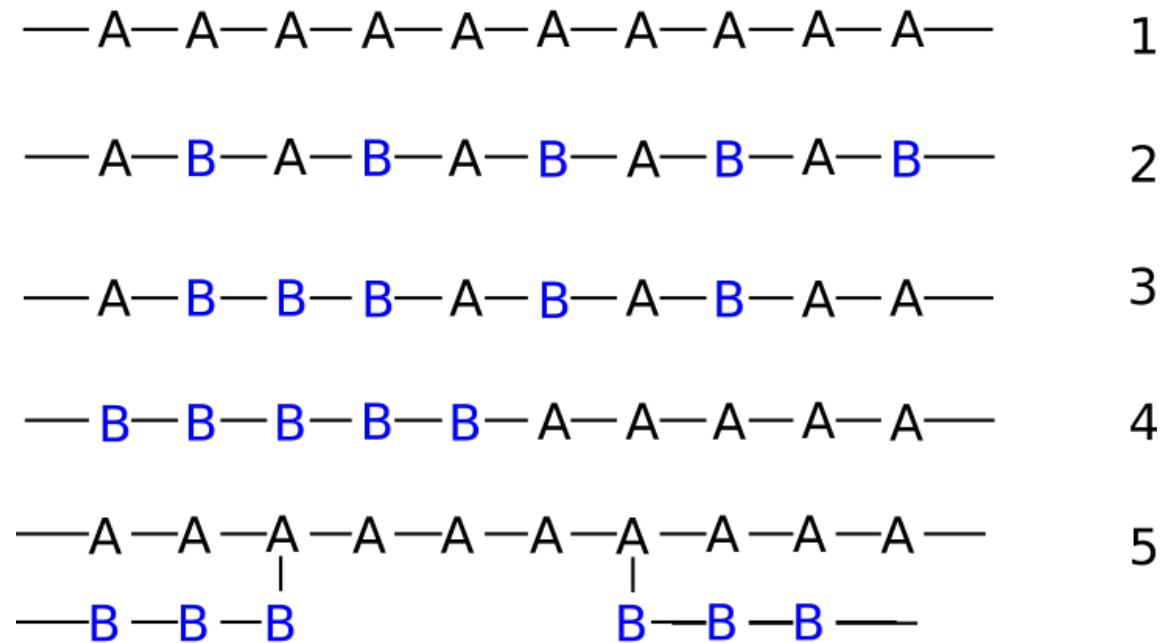 A A A A A A A A A A 1
A B A B A B A B A B 2
A B B B A B A B A A 3
B B B B B A A A A A 4
A A A A A A A A A A 5
B B B B B B